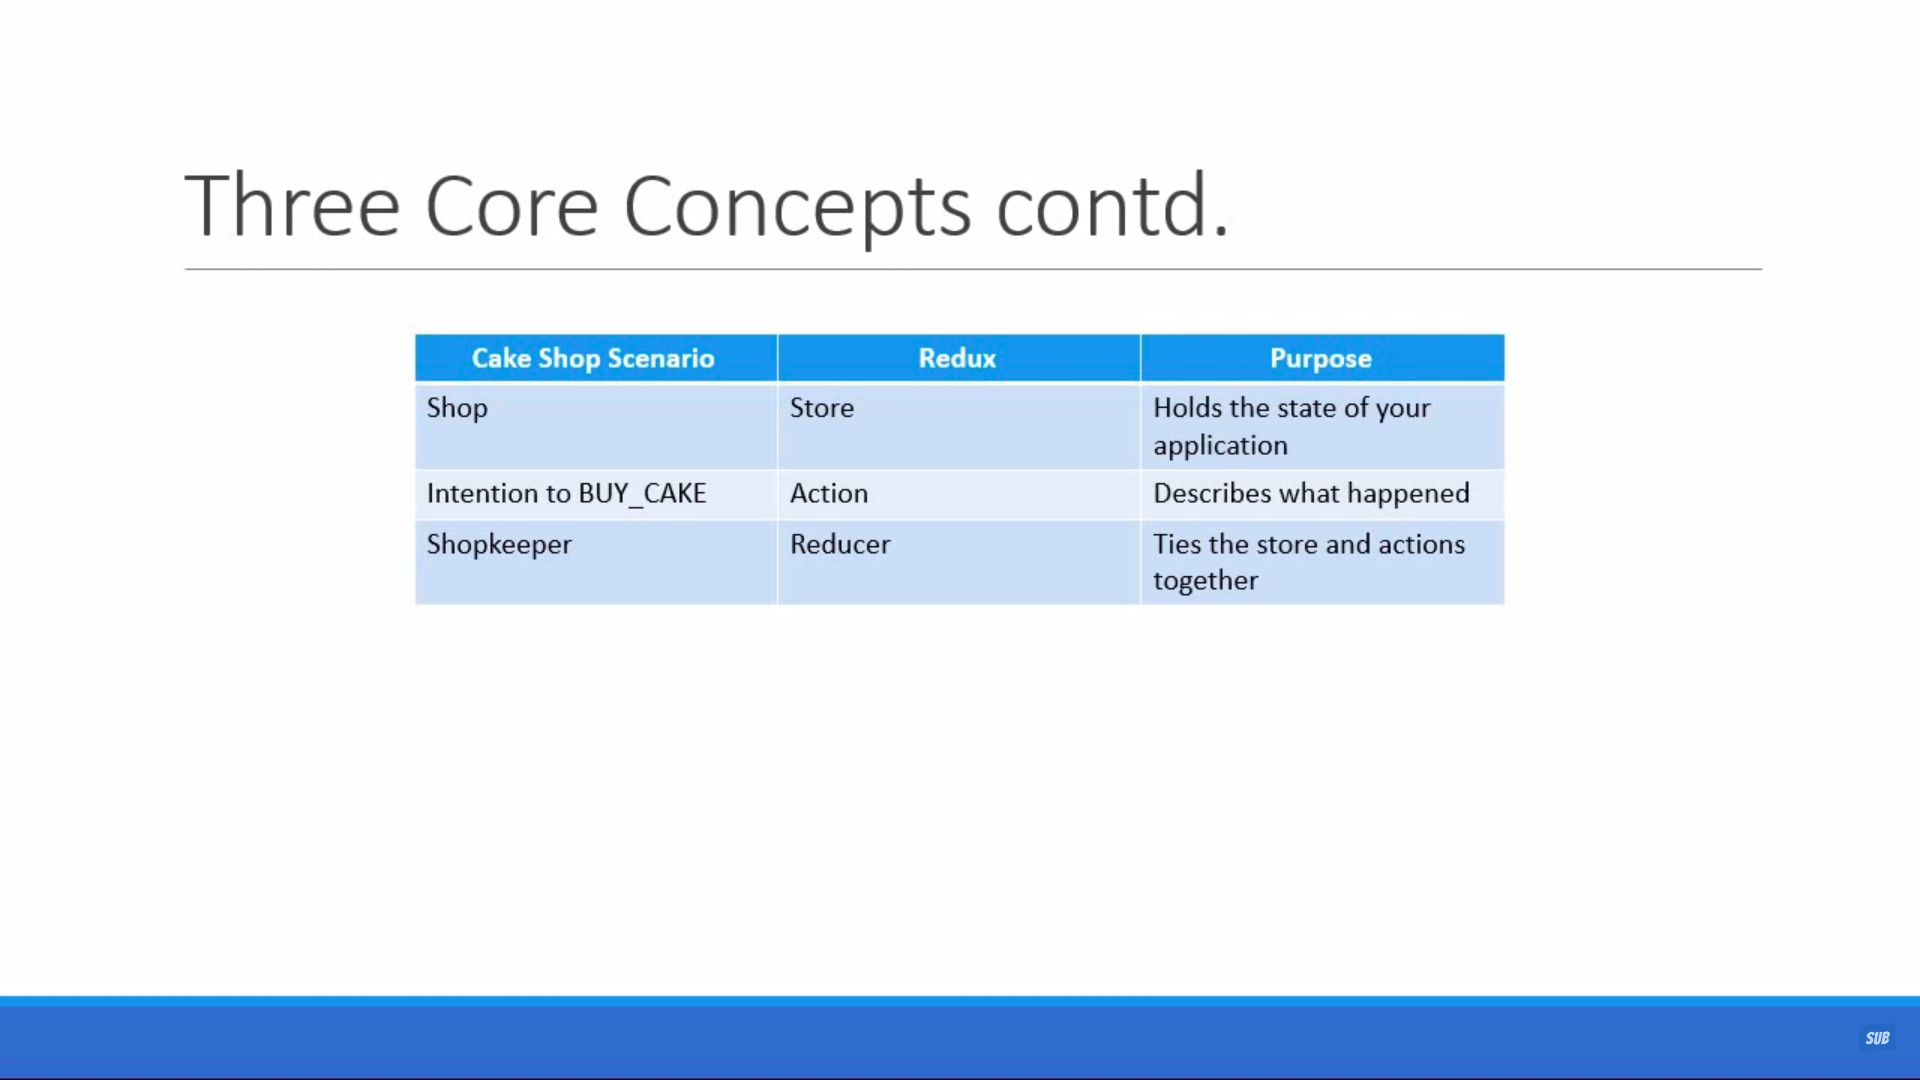 Three Core Concepts contd.
Cake Shop Scenario Redux Purpose
Shop Store Holds the state of your
application
Intention to BUY_CAKE Action Describes what happened
Shopkeeper Reducer Ties the store and actions
together
SUB